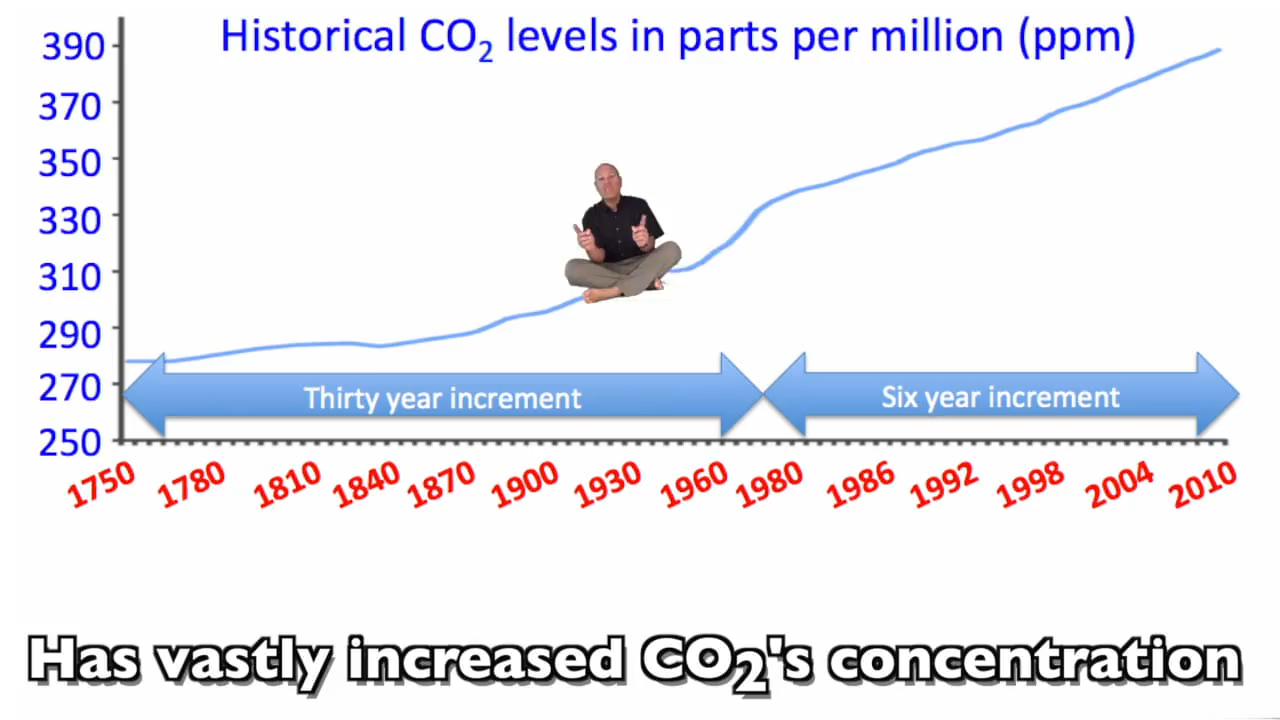 Historical CO₂ levels in parts per million (ppm)
390
370
350
330
310
290
270
250
Thirty year increment
Six year increment
1750 1780 1810 1840 1870 1900 1930 1960 1980 1986 1992 1998 2004 2010
Has vastly increased CO₂'s concentration